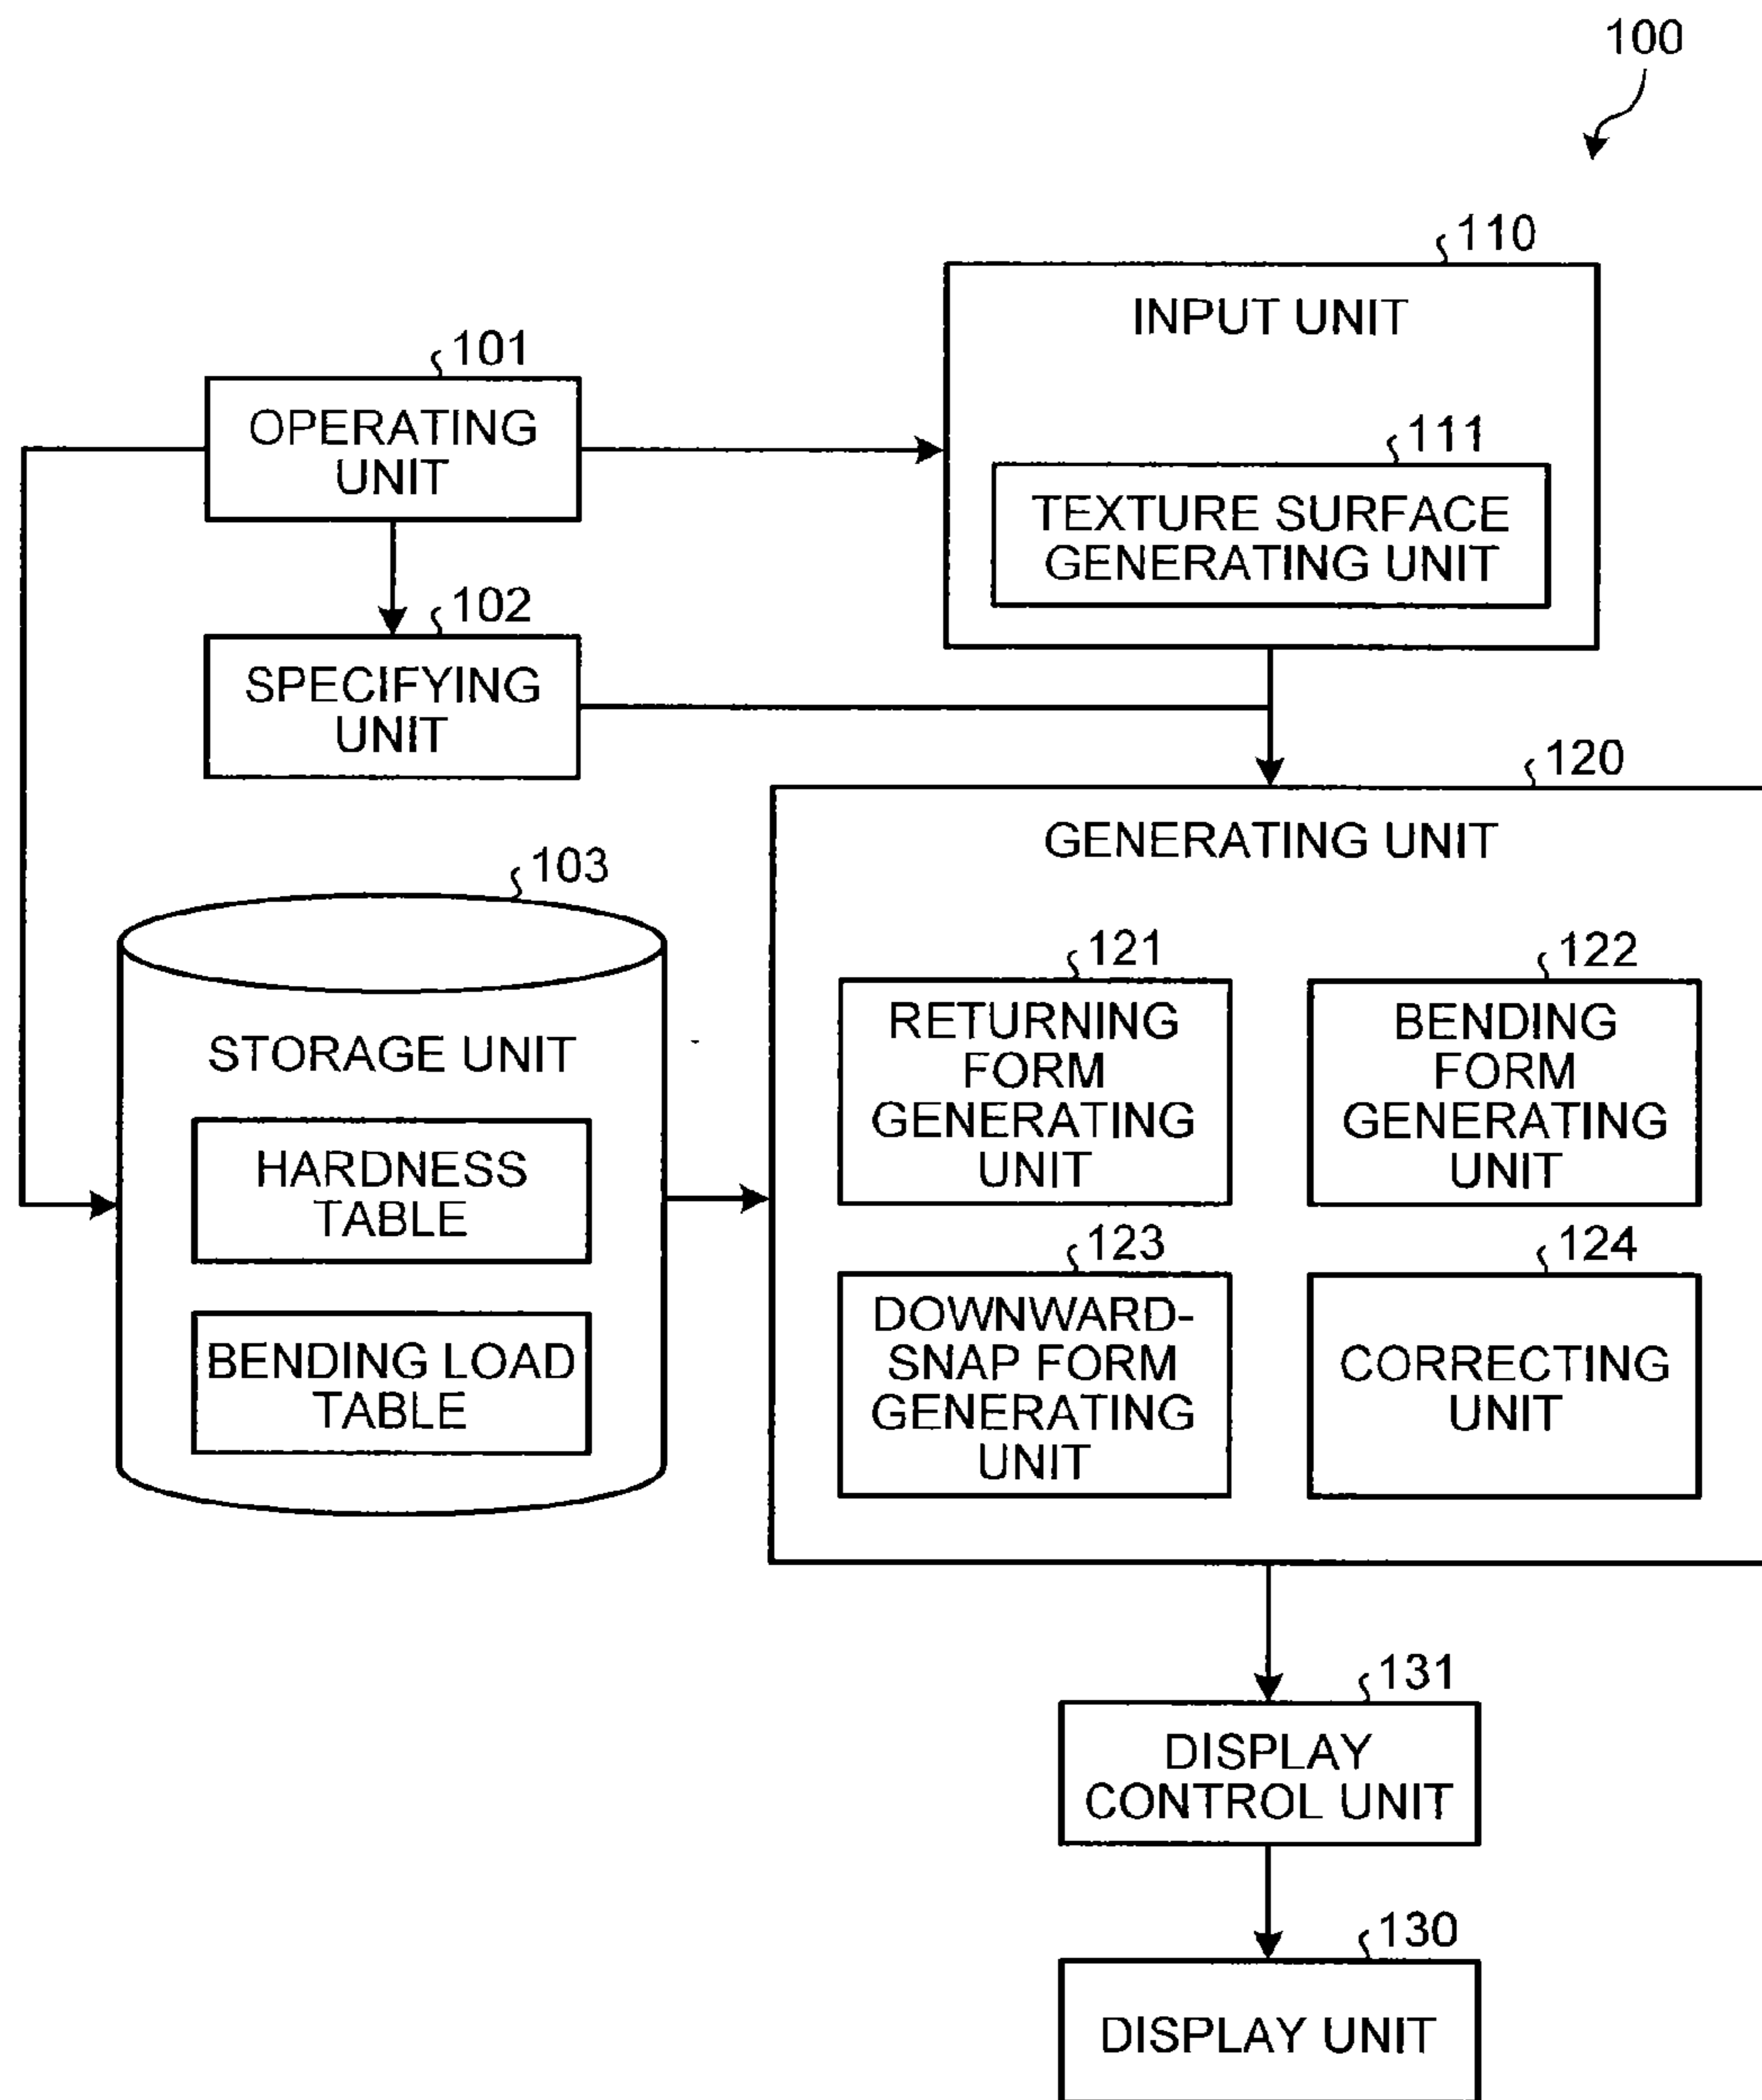 100
110
INPUT UNIT
101
OPERATING
UNIT
111
TEXTURE SURFACE
GENERATING UNIT
102
SPECIFYING
UNIT
120
GENERATING UNIT
103
STORAGE UNIT
HARDNESS
TABLE
BENDING LOAD
TABLE
121
RETURNING
FORM
GENERATING
UNIT
122
BENDING
FORM
GENERATING
UNIT
123
DOWNWARD-
SNAP FORM
GENERATING
UNIT
124
CORRECTING
UNIT
131
DISPLAY
CONTROL UNIT
130
DISPLAY UNIT